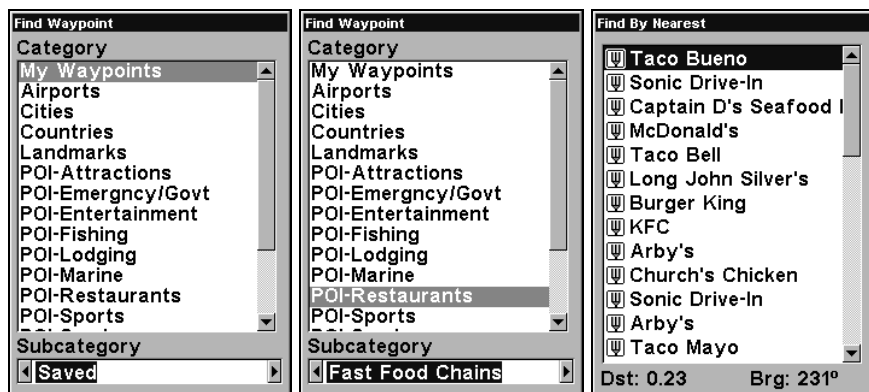 Find Waypoint
Category
My Waypoints
Airports
Cities
Countries
Landmarks
POI-Attractions
POI-Emergncy/Govt
POI-Entertainment
POI-Fishing
POI-Lodging
POI-Marine
POI-Restaurants
POI-Sports
Subcategory
Saved
Find Waypoint
Category
My Waypoints
Airports
Cities
Countries
Landmarks
POI-Attractions
POI-Emergncy/Govt
POI-Entertainment
POI-Fishing
POI-Lodging
POI-Marine
POI-Restaurants
POI-Sports
Subcategory
Fast Food Chains
Find By Nearest
Taco Bueno
Sonic Drive-In
Captain D's Seafood
McDonald's
Taco Bell
Long John Silver's
Burger King
KFC
Arby's
Church's Chicken
Sonic Drive-In
Arby's
Taco Mayo
Dst: 0.23 Brg: 231º